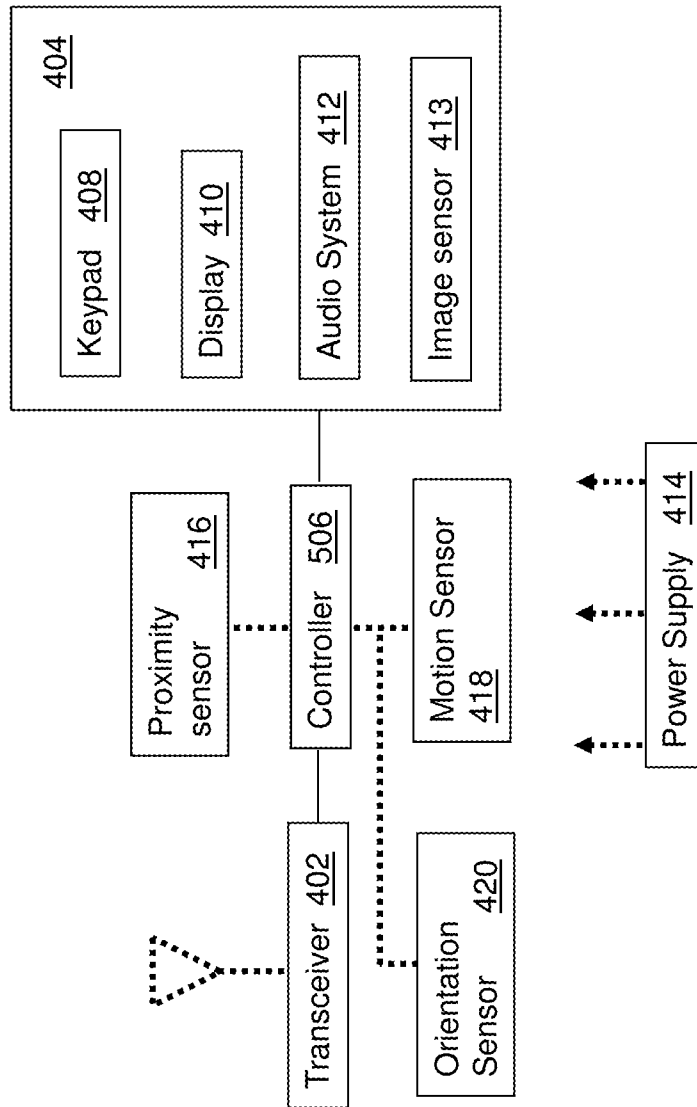 404
Keypad 408
Display 410
Audio System 412
Image sensor 413
Proximity
sensor 416
Controller 506
Motion Sensor
418
Transceiver 402
Orientation
Sensor 420
Power Supply 414